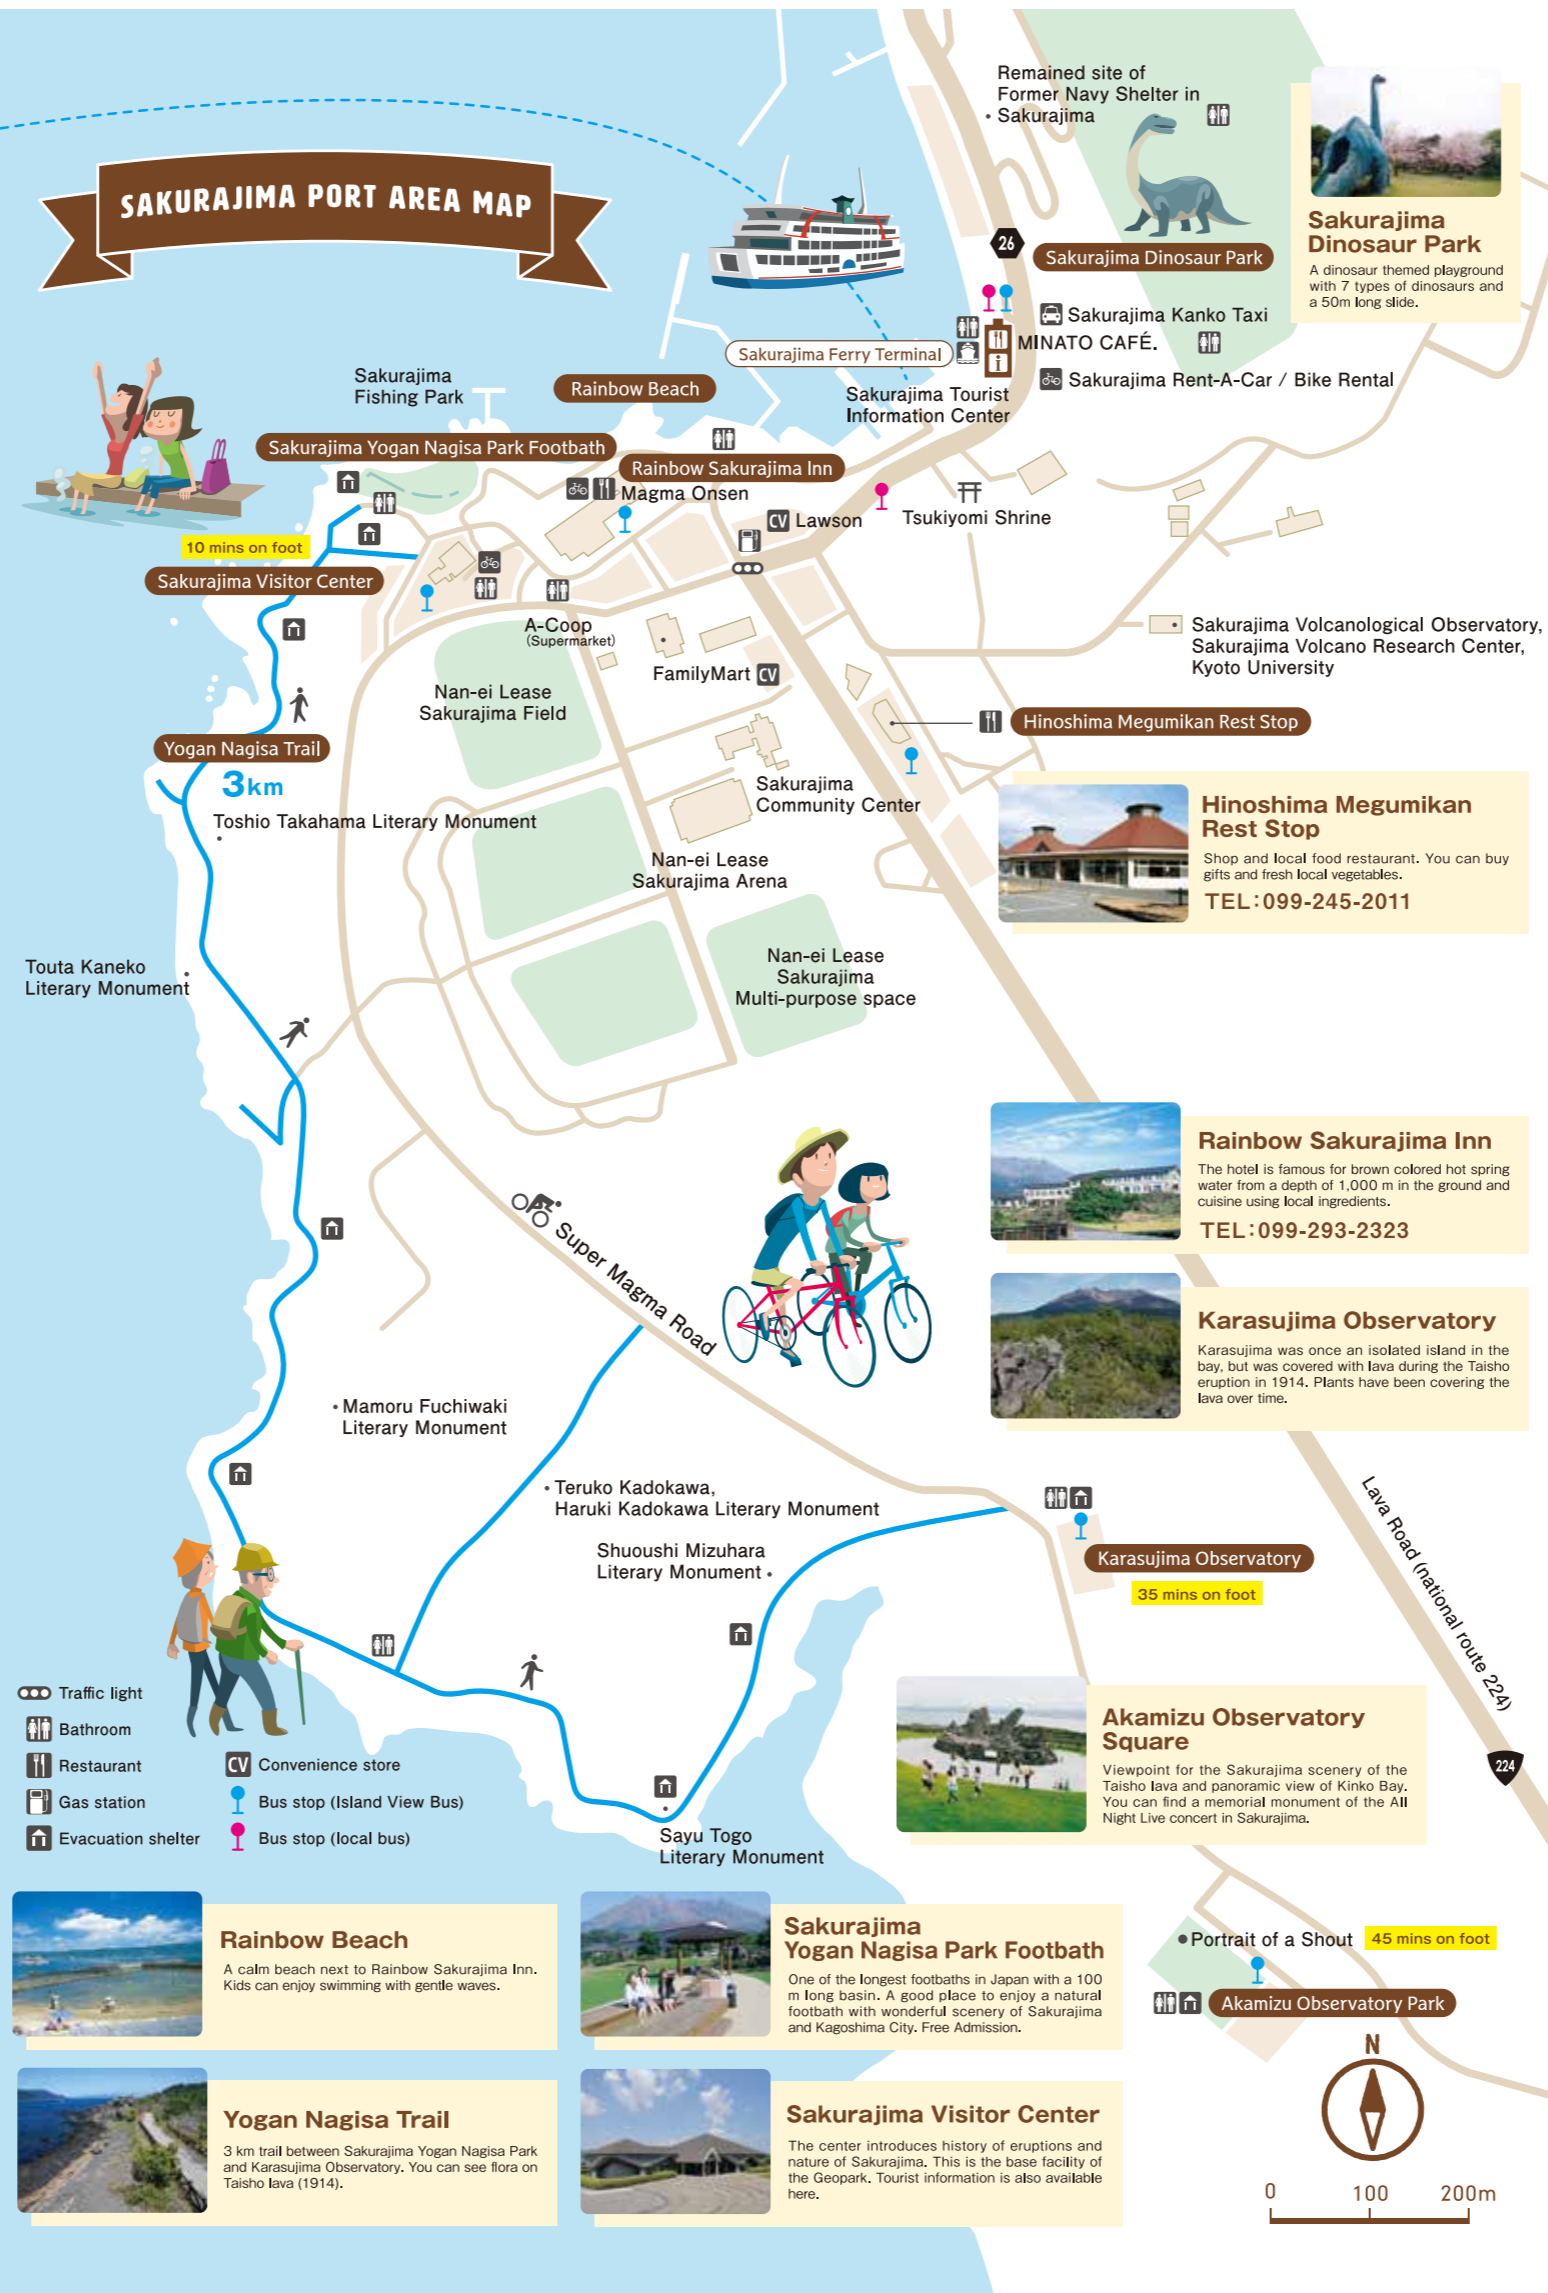 SAKURAJIMA PORT AREA MAP
Remained site of
Former Navy Shelter in
Sakurajima
Sakurajima
Dinosaur Park
A dinosaur themed playground
with 7 types of dinosaurs and
a 50m long slide.
26
Sakurajima Dinosaur Park
Sakurajima Kanko Taxi
MINATO CAFÉ.
Sakurajima Ferry Terminal
i
Sakurajima Rent-A-Car / Bike Rental
Sakurajima Tourist
Information Center
Sakurajima
Fishing Park
Rainbow Beach
Sakurajima Yogan Nagisa Park Footbath
Rainbow Sakurajima Inn
Magma Onsen
CV Lawson
Tsukiyomi Shrine
10 mins on foot
Sakurajima Visitor Center
A-Coop
(Supermarket)
FamilyMart CV
Sakurajima Volcanological Observatory,
Sakurajima Volcano Research Center,
Kyoto University
Nan-ei Lease
Sakurajima Field
Hinoshima Megumikan Rest Stop
Yogan Nagisa Trail
3km
Toshio Takahama Literary Monument
Sakurajima
Community Center
Hinoshima Megumikan
Rest Stop
Shop and local food restaurant. You can buy
gifts and fresh local vegetables.
TEL:099-245-2011
Nan-ei Lease
Sakurajima Arena
Touta Kaneko
Literary Monument
Nan-ei Lease
Sakurajima
Multi-purpose space
Rainbow Sakurajima Inn
The hotel is famous for brown colored hot spring
water from a depth of 1,000 m in the ground and
cuisine using local ingredients.
TEL:099-293-2323
Super Magma Road
Karasujima Observatory
Karasujima was once an isolated island in the
bay, but was covered with lava during the Taisho
eruption in 1914. Plants have been covering the
lava over time.
Mamoru Fuchiwaki
Literary Monument
Teruko Kadokawa,
Haruki Kadokawa Literary Monument
Shuoushi Mizuhara
Literary Monument
Karasujima Observatory
35 mins on foot
Lava Road (national route 224)
224
Akamizu Observatory
Square
Viewpoint for the Sakurajima scenery of the
Taisho lava and panoramic view of Kinko Bay.
You can find a memorial monument of the All
Night Live concert in Sakurajima.
Traffic light
Bathroom
Restaurant
Gas station
Evacuation shelter
CV Convenience store
Bus stop (Island View Bus)
Bus stop (local bus)
Sayu Togo
Literary Monument
Rainbow Beach
A calm beach next to Rainbow Sakurajima Inn.
Kids can enjoy swimming with gentle waves.
Sakurajima
Yogan Nagisa Park Footbath
One of the longest footbaths in Japan with a 100
m long basin. A good place to enjoy a natural
footbath with wonderful scenery of Sakurajima
and Kagoshima City. Free Admission.
Portrait of a Shout
45 mins on foot
Akamizu Observatory Park
Yogan Nagisa Trail
3 km trail between Sakurajima Yogan Nagisa Park
and Karasujima Observatory. You can see flora on
Taisho lava (1914).
Sakurajima Visitor Center
The center introduces history of eruptions and
nature of Sakurajima. This is the base facility of
the Geopark. Tourist information is also available
here.
N
0 100 200m